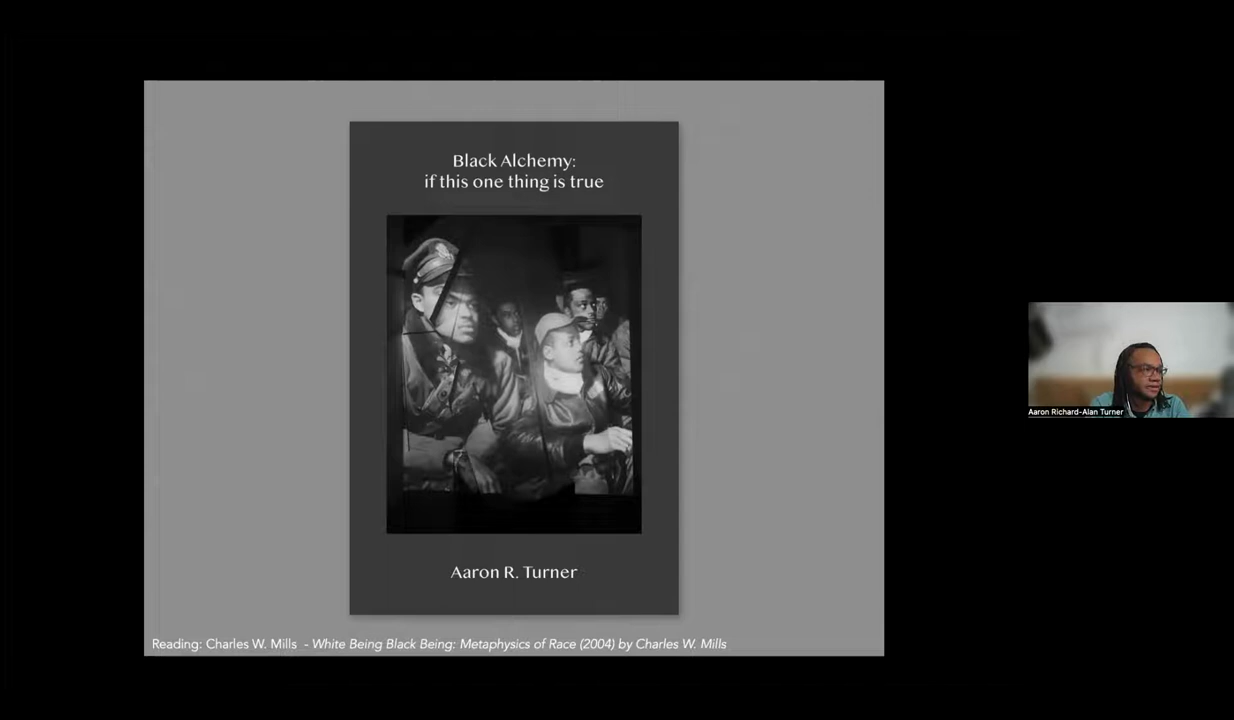 Black Alchemy:
if this one thing is true
Aaron R. Turner
Reading: Charles W. Mills - White Being Black Being: Metaphysics of Race (2004) by Charles W. Mills
Aaron Richard-Alan Turner